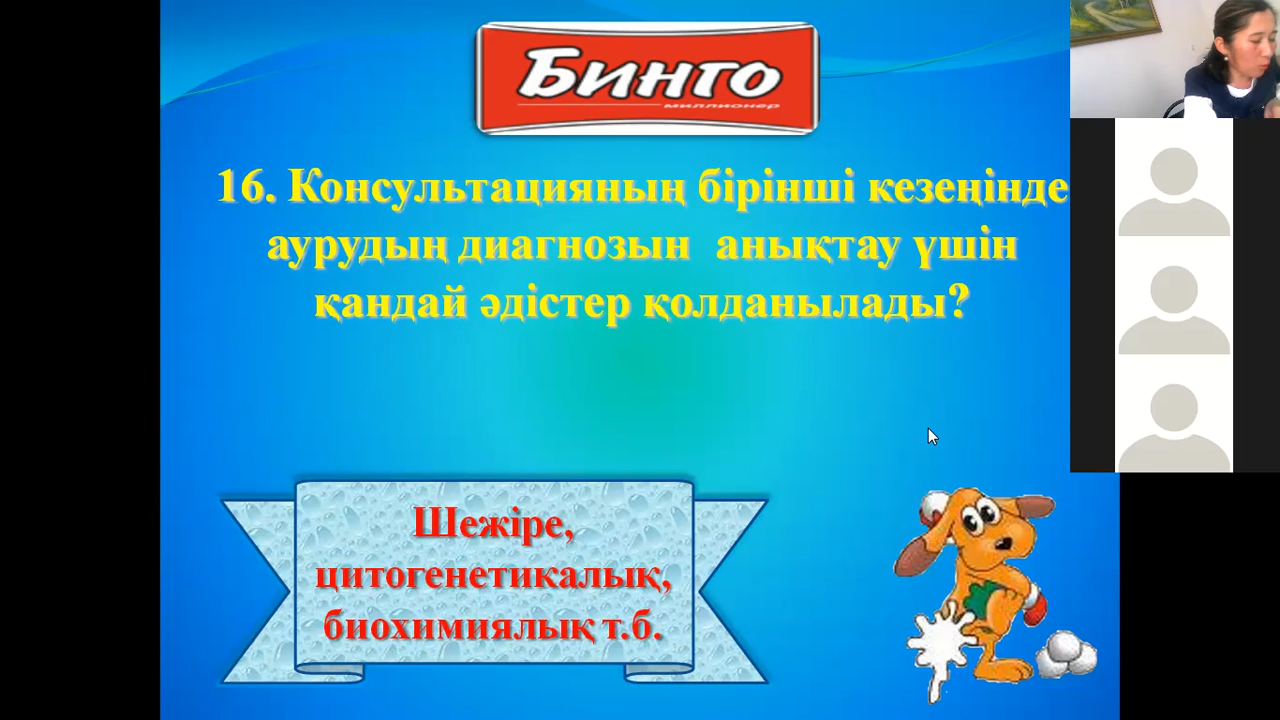 Бинго
миллионер
16. Консультацияның бірінші кезеңінде
аурудың диагнозын анықтау үшін
қандай әдістер қолданылады?
Шежіре,
цитогенетикалық,
биохимиялық т.б.